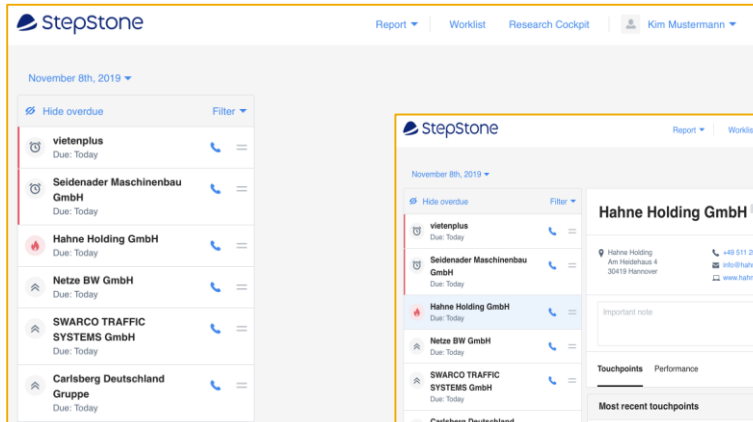 StepStone
Report
Worklist
Research Cockpit
Kim Mustermann
November 8th, 2019
Hide overdue
Filter
vietenplus
Due: Today
Seidenader Maschinenbau
GmbH
Due: Today
Hahne Holding GmbH
Due: Today
Netze BW GmbH
Due: Today
SWARCO TRAFFIC
SYSTEMS GmbH
Due: Today
Carlsberg Deutschland
Gruppe
Due: Today
StepStone
Report
November 8th, 2019
Hide overdue
Filter
vietenplus
Due: Today
Seidenader Maschinenbau
GmbH
Due: Today
Hahne Holding GmbH
Due: Today
Netze BW GmbH
Due: Today
SWARCO TRAFFIC
SYSTEMS GmbH
Due: Today
Carlsberg Deutschland
Hahne Holding GmbH
Hahne Holding
Am Heidehaus 4
30419 Hannover
+49 511
Important note
Touchpoints
Performance
Most recent touchpoints